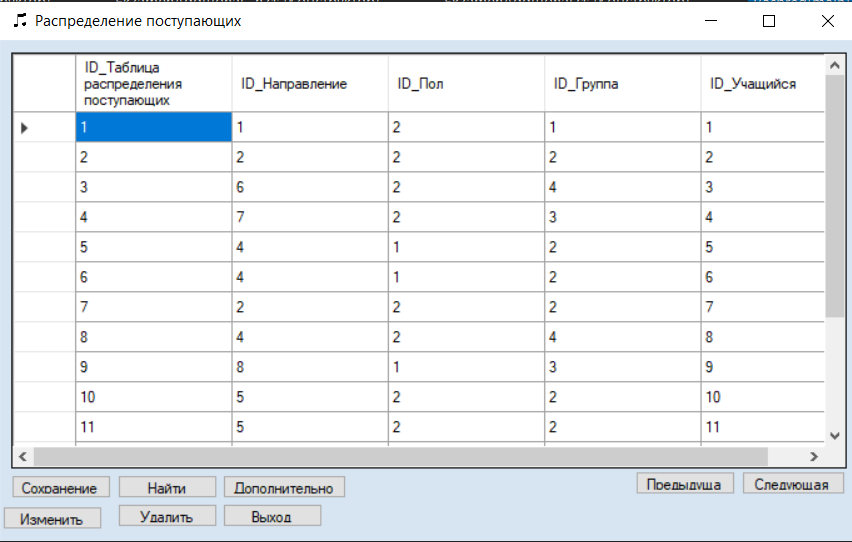 Распределение поступающих
ID_Таблица распределения поступающих ID_Направление ID_Пол ID_Группа ID_Учащийся
1 1 2 1 1
2 2 2 2 2
3 6 2 4 3
4 7 2 3 4
5 4 1 2 5
6 4 1 2 6
7 2 2 2 7
8 4 2 4 8
9 8 1 3 9
10 5 2 2 10
11 5 2 2 11
Сохранение Найти Дополнительно Предыдуща Следующая
Изменить Удалить Выход